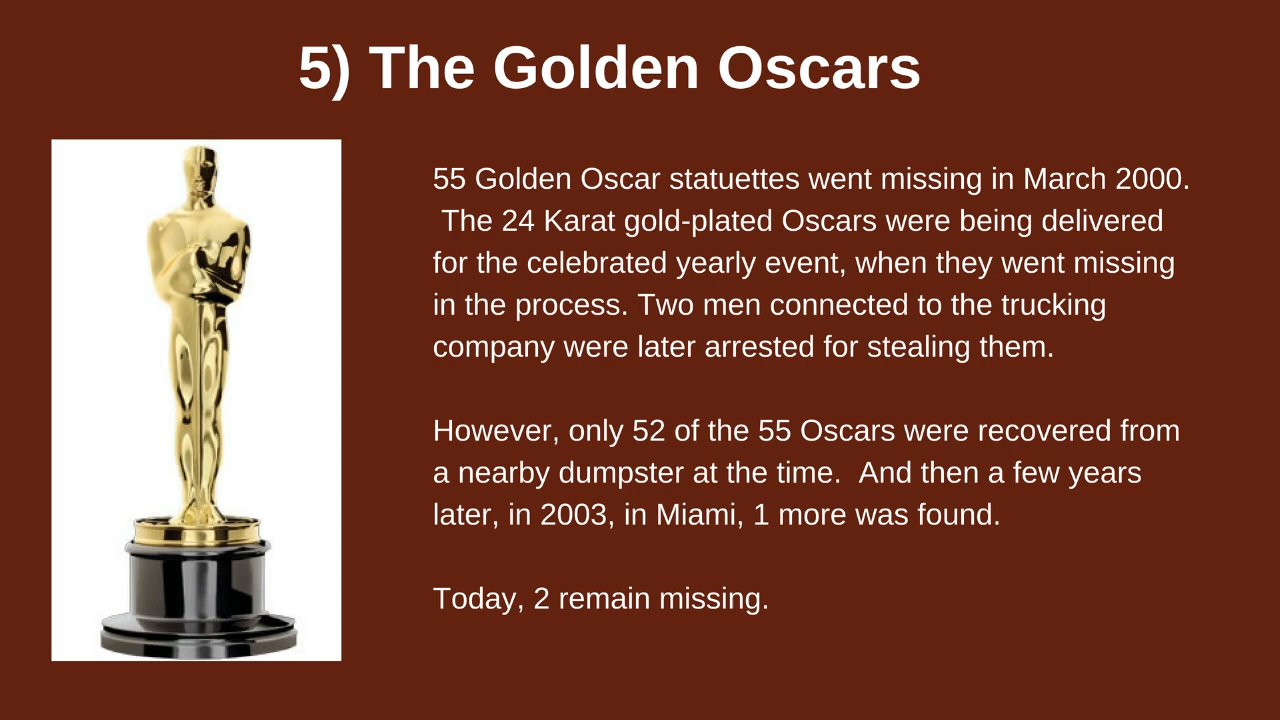 5) The Golden Oscars
55 Golden Oscar statuettes went missing in March 2000.
The 24 Karat gold-plated Oscars were being delivered
for the celebrated yearly event, when they went missing
in the process. Two men connected to the trucking
company were later arrested for stealing them.
However, only 52 of the 55 Oscars were recovered from
a nearby dumpster at the time.  And then a few years
later, in 2003, in Miami, 1 more was found.
Today, 2 remain missing.